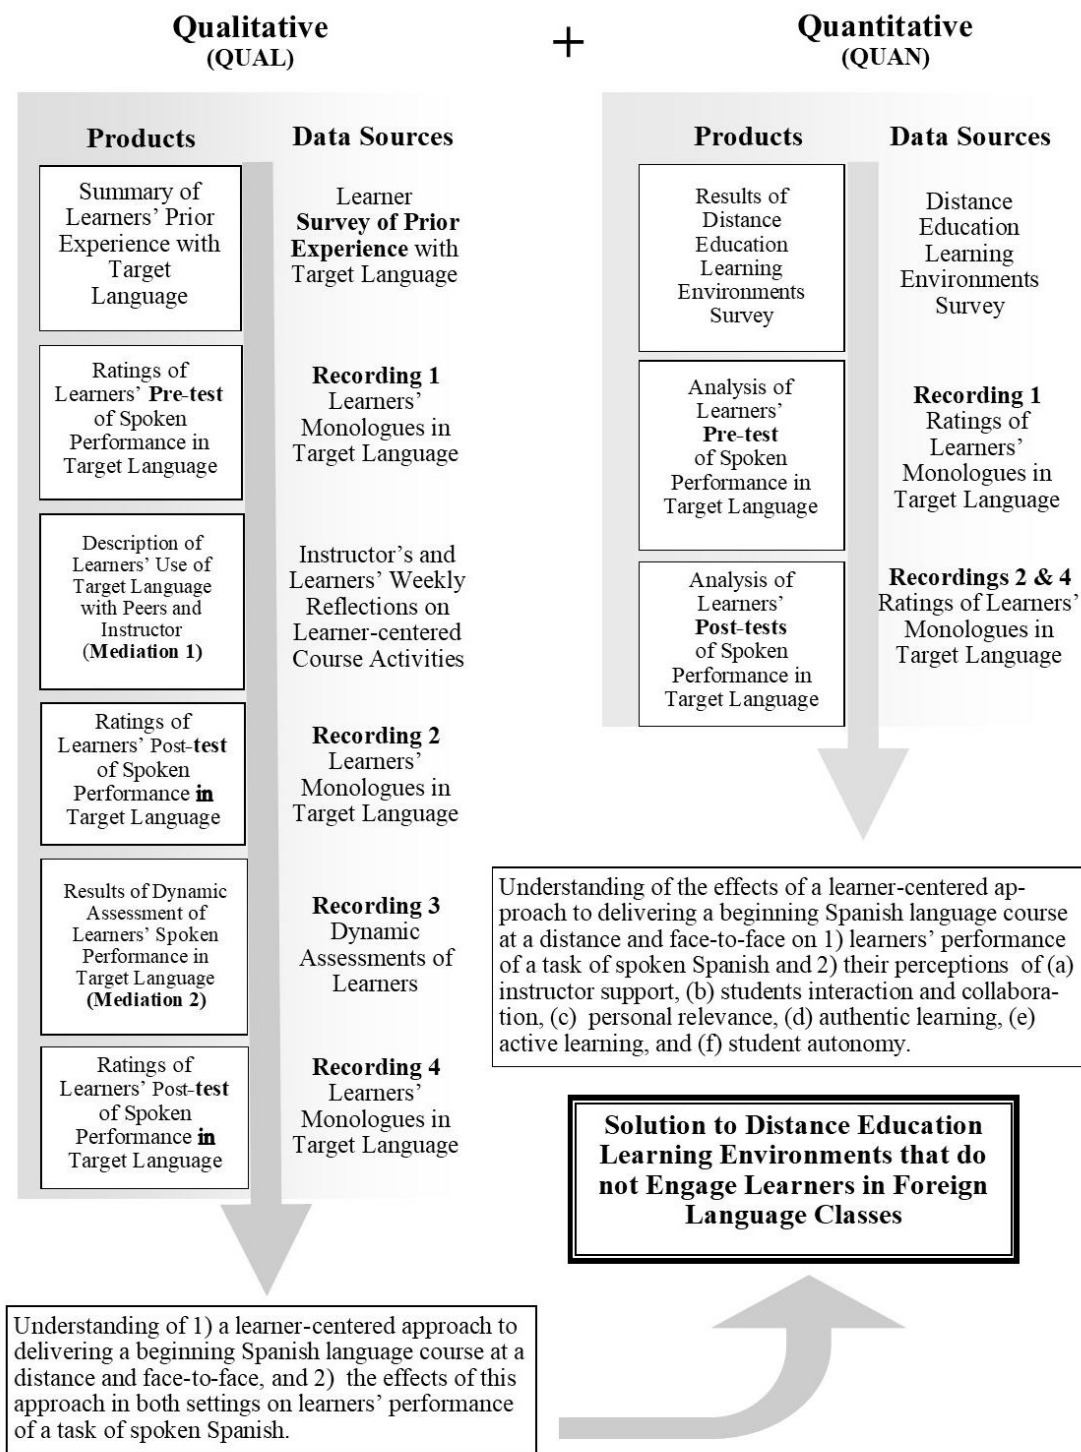 Qualitative
(QUAL)
+
Quantitative
(QUAN)
Products
Data Sources
Summary of
Learners’ Prior
Experience with
Target
Language
Learner
Survey of Prior
Experience with
Target Language
Ratings of
Learners’ Pre-test
of Spoken
Performance in
Target Language
Recording 1
Learners’
Monologues in
Target Language
Description of
Learners’ Use of
Target Language
with Peers and
Instructor
(Mediation 1)
Instructor’s and
Learners’ Weekly
Reflections on
Learner-centered
Course Activities
Ratings of
Learners’ Post-test
of Spoken
Performance in
Target Language
Recording 2
Learners’
Monologues in
Target Language
Results of Dynamic
Assessment of
Learners’ Spoken
Performance in
Target Language
(Mediation 2)
Recording 3
Dynamic
Assessments of
Learners
Ratings of
Learners’ Post-test
of Spoken
Performance in
Target Language
Recording 4
Learners’
Monologues in
Target Language
Understanding of 1) a learner-centered approach to
delivering a beginning Spanish language course at a
distance and face-to-face, and 2) the effects of this
approach in both settings on learners’ performance
of a task of spoken Spanish.
Products
Data Sources
Results of
Distance
Education
Learning
Environments
Survey
Distance
Education
Learning
Environments
Survey
Analysis of
Learners’
Pre-test
of Spoken
Performance in
Target Language
Recording 1
Ratings of
Learners’
Monologues in
Target Language
Analysis of
Learners’
Post-tests
of Spoken
Performance in
Target Language
Recordings 2 & 4
Ratings of Learners’
Monologues in
Target Language
Understanding of the effects of a learner-centered ap-
proach to delivering a beginning Spanish language course
at a distance and face-to-face on 1) learners’ performance
of a task of spoken Spanish and 2) their perceptions of (a)
instructor support, (b) students interaction and collabora-
tion, (c) personal relevance, (d) authentic learning, (e)
active learning, and (f) student autonomy.
Solution to Distance Education
Learning Environments that do
not Engage Learners in Foreign
Language Classes